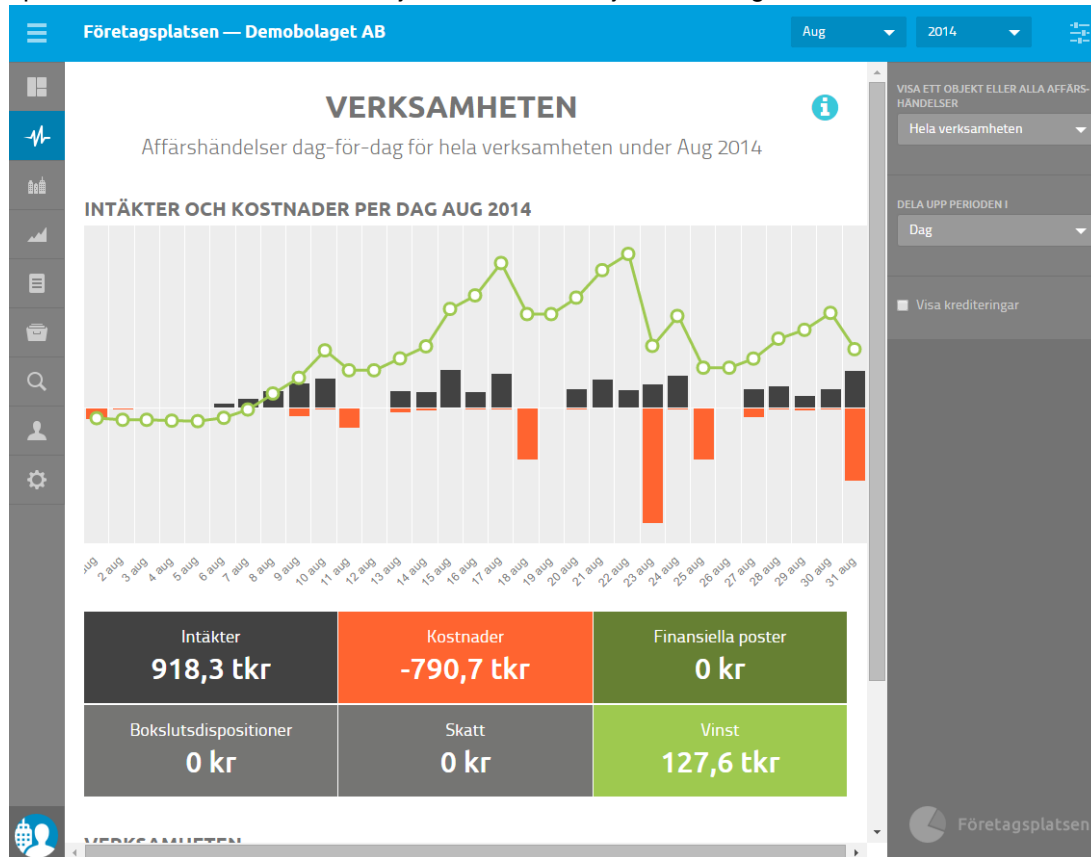 Företagsplatsen — Demobolaget AB
Aug
2014
VERKSAMHETEN
Affärshändelser dag-för-dag för hela verksamheten under Aug 2014
INTÄKTER OCH KOSTNADER PER DAG AUG 2014
2 aug
3 aug
4 aug
5 aug
6 aug
7 aug
8 aug
9 aug
10 aug
11 aug
12 aug
13 aug
14 aug
15 aug
16 aug
17 aug
18 aug
19 aug
20 aug
21 aug
22 aug
23 aug
24 aug
25 aug
26 aug
27 aug
28 aug
29 aug
30 aug
31 aug
Intäkter
918,3 tkr
Kostnader
-790,7 tkr
Finansiella poster
0 kr
Bokslutsdispositioner
0 kr
Skatt
0 kr
Vinst
127,6 tkr
VERKSAMHETEN
VISA ETT OBJEKT ELLER ALLA AFFÄRS-
HÄNDELSER
Hela verksamheten
DELA UPP PERIODEN I
Dag
Visa krediteringar
Företagsplatsen